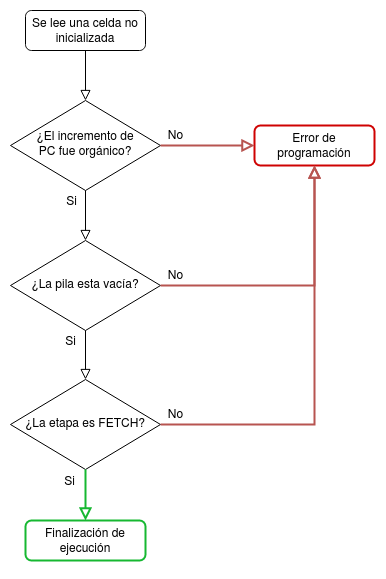 Se lee una celda no
inicializada
¿El incremento de
PC fue orgánico?
No
Error de
programación
Si
¿La pila esta vacía?
No
Si
¿La etapa es FETCH?
No
Si
Finalización de
ejecución